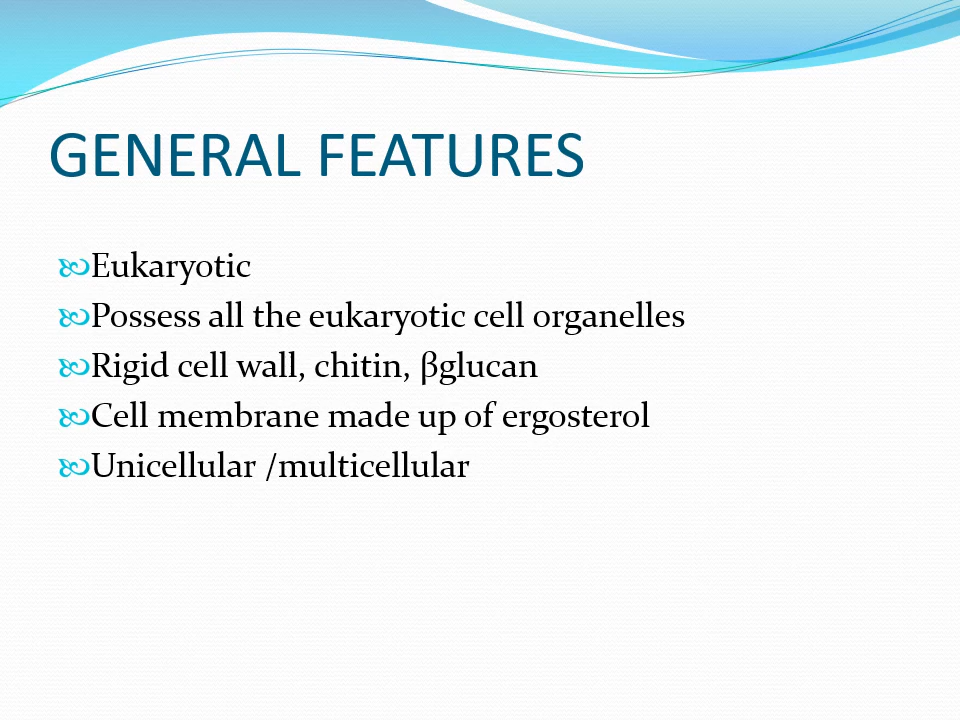 GENERAL FEATURES
Eukaryotic
Possess all the eukaryotic cell organelles
Rigid cell wall, chitin, βglucan
Cell membrane made up of ergosterol
Unicellular /multicellular